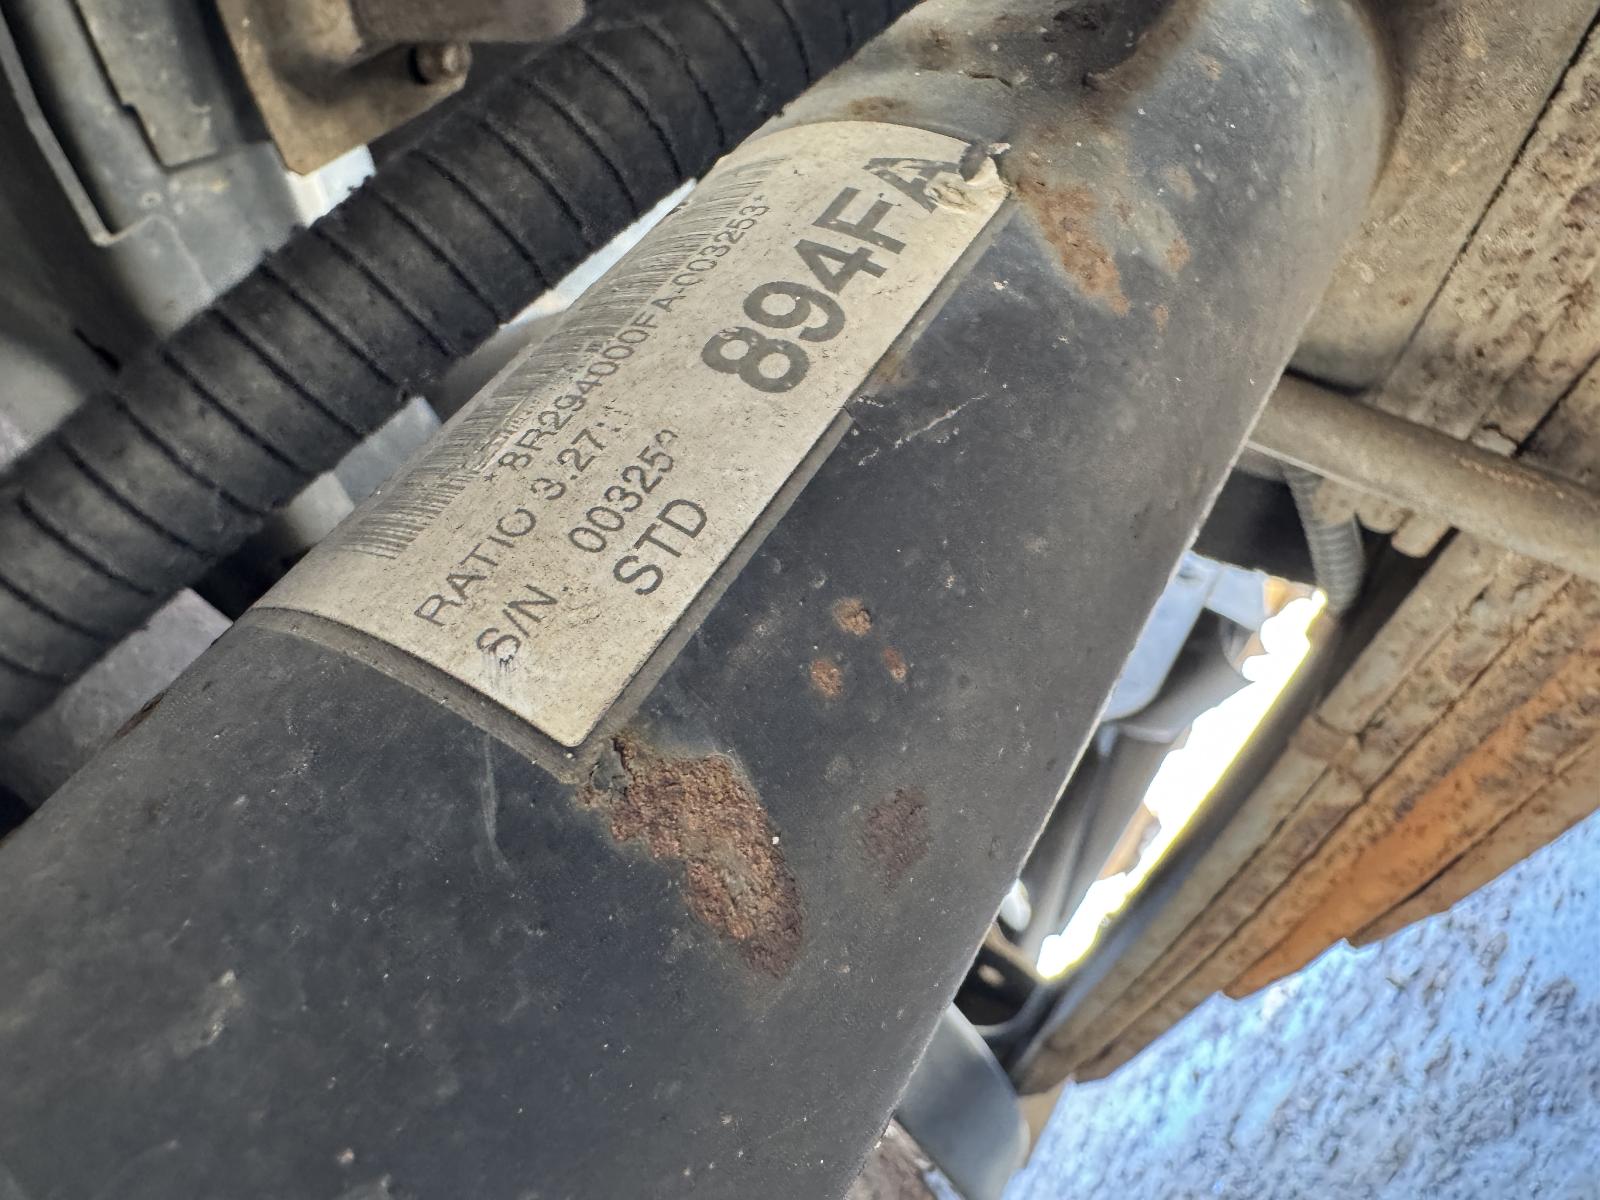 894FA
*8R294000FA-003253*
RATIO 3.27:1
S/N 003253
STD